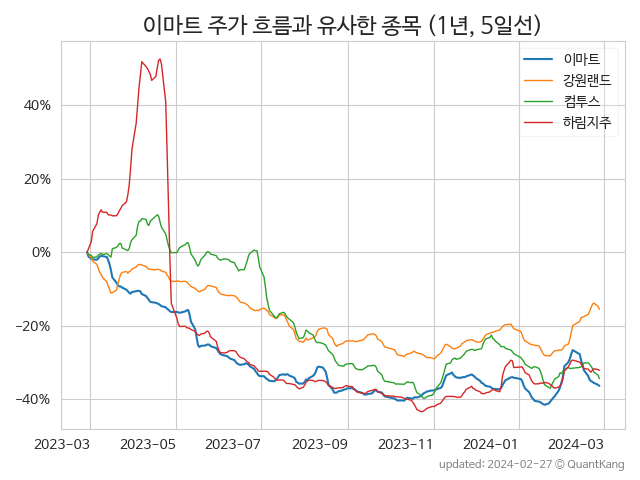 이마트 주가 흐름과 유사한 종목 (1년, 5일선)
이마트
강원랜드
컴투스
하림지주
40%
20%
0%
−20%
−40%
2023-03 2023-05 2023-07 2023-09 2023-11 2024-01 2024-03
updated: 2024-02-27 © QuantKang